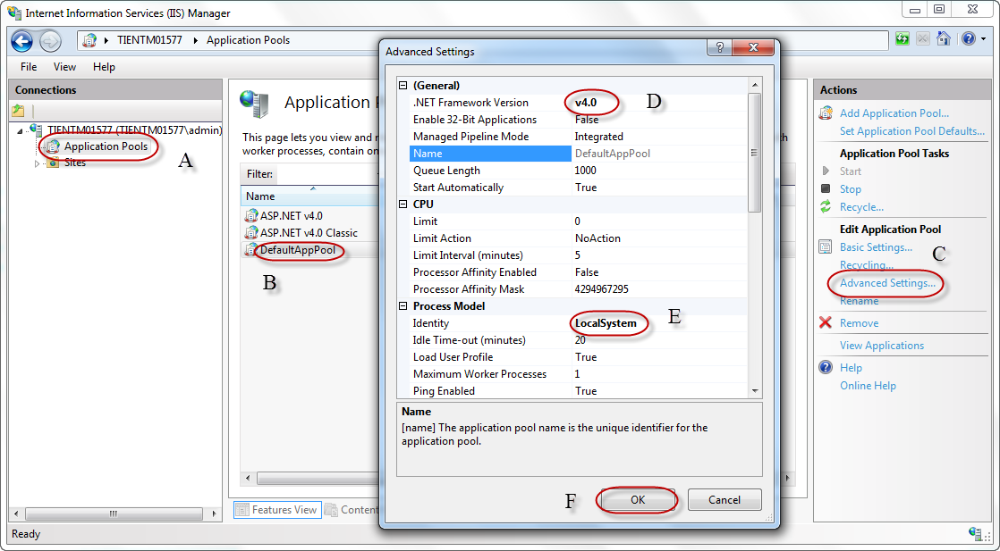 Internet Information Services (IIS) Manager
TIENTM01577 Application Pools
File View Help
Connections
TIENTM01577 (TIENTM01577\admin)
Application Pools
Sites
A
Application
This page lets you view and
worker processes, contain
Filter:
Name
ASP.NET v4.0
ASP.NET v4.0 Classic
DefaultAppPool
B
Features View
Content
Advanced Settings
(General)
.NET Framework Version v4.0
D
Enable 32-Bit Applications False
Managed Pipeline Mode Integrated
Name DefaultAppPool
Queue Length 1000
Start Automatically True
CPU
Limit 0
Limit Action NoAction
Limit Interval (minutes) 5
Processor Affinity Enabled False
Processor Affinity Mask 4294967295
Process Model
Identity LocalSystem
E
Idle Time-out (minutes) 20
Load User Profile True
Maximum Worker Processes 1
Ping Enabled True
Name
[name] The application pool name is the unique identifier for the
application pool.
F
OK Cancel
Actions
Add Application Pool...
Set Application Pool Defaults...
Application Pool Tasks
Start
Stop
Recycle...
Edit Application Pool
Basic Settings...
C
Recycling...
Advanced Settings...
Rename
Remove
View Applications
Help
Online Help
Ready